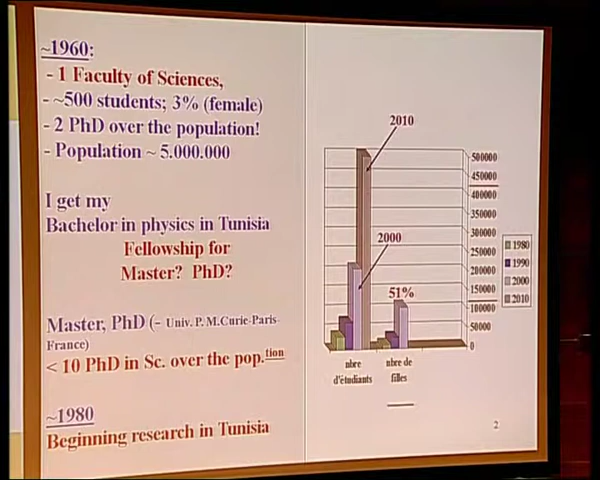 ~1960:
- 1 Faculty of Sciences,
- ~500 students; 3% (female)
- 2 PhD over the population!
- Population ~ 5.000.000
I get my
Bachelor in physics in Tunisia
Fellowship for
Master? PhD?
Master, PhD (- Univ. P. M.Curie-Paris-
France)
< 10 PhD in Sc. over the pop.tion
~1980
Beginning research in Tunisia
2010
2000
51%
500000
450000
400000
350000
300000
250000
200000
150000
100000
50000
0
1980
1990
2000
2010
nbre
d'étudiants
nbre de
filles
2